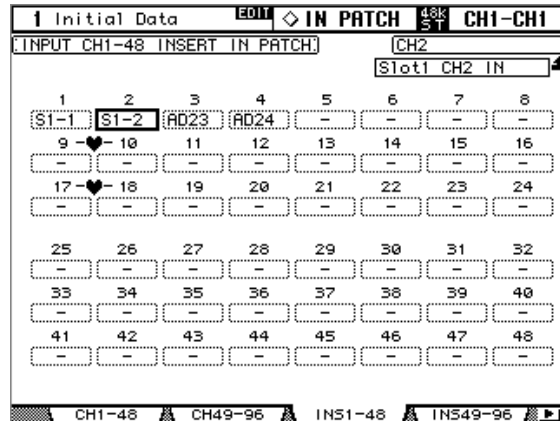 1 Initial Data EDIT ◇IN PATCH 48k ST CH1-CH1
INPUT CH1-48 INSERT IN PATCH CH2
Slot1 CH2 IN
1 2 3 4 5 6 7 8
S1-1 S1-2 AD23 AD24 - - - -
9 -♥- 10 11 12 13 14 15 16
- - - - - - - -
17 -♥- 18 19 20 21 22 23 24
- - - - - - - -
25 26 27 28 29 30 31 32
- - - - - - - -
33 34 35 36 37 38 39 40
- - - - - - - -
41 42 43 44 45 46 47 48
- - - - - - - -
CH1-48 CH49-96 INS1-48 INS49-96